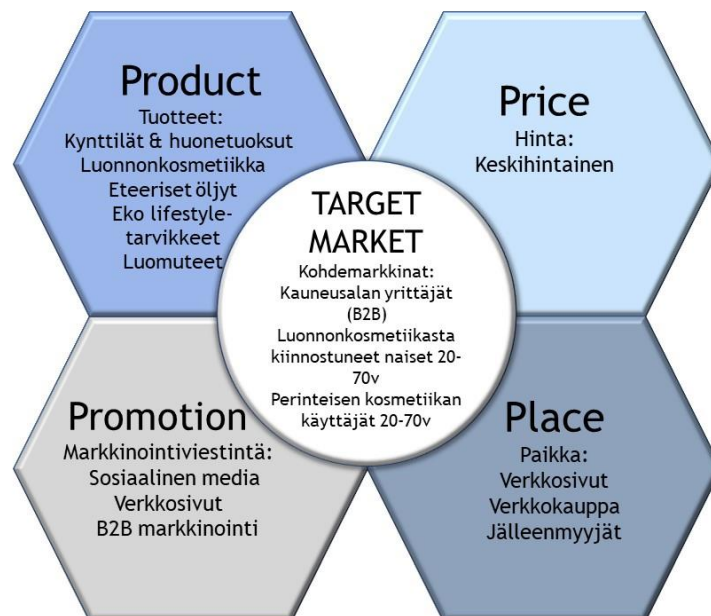 Product
Tuotteet:
Kynttilät & huonetuoksut
Luonnonkosmetiikka
Eteeriset öljyt
Eko lifestyle-
tarvikkeet
Luomuteet
Price
Hinta:
Keskihintainen
TARGET
MARKET
Kohdemarkkinat:
Kauneusalan yrittäjät
(B2B)
Luonnonkosmetiikasta
kiinnostuneet naiset 20-
70v
Perinteisen kosmetiikan
käyttäjät 20-70v
Promotion
Markkinointiviestintä:
Sosiaalinen media
Verkkosivut
B2B markkinointi
Place
Paikka:
Verkkosivut
Verkkokauppa
Jälleenmyyjät